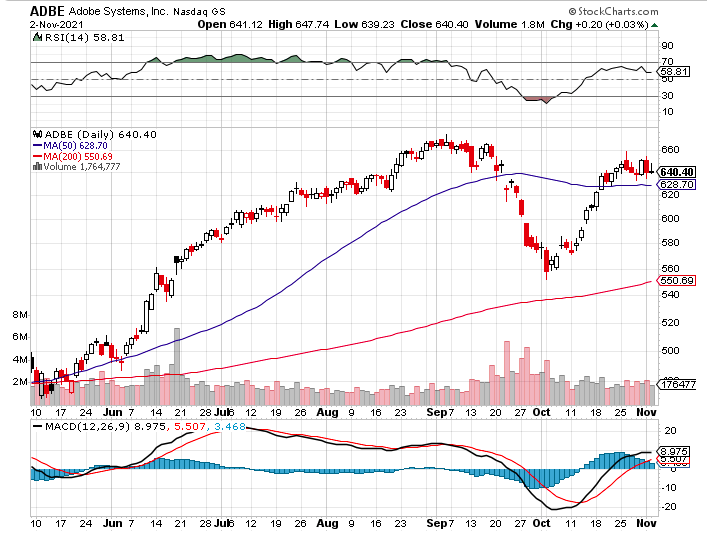 ADBE Adobe Systems, Inc. Nasdaq GS © StockCharts.com
2-Nov-2021 Open 641.12 High 647.74 Low 639.23 Close 640.40 Volume 1.8M Chg +0.20 (+0.03%)
RSI(14) 58.81
90
70
58.81
50
30
10
ADBE (Daily) 640.40
MA(50) 628.70
MA(200) 550.69
Volume 1,764,777
660
640.40
628.70
620
600
580
560
550.69
540
520
500
8M
6M
4M
2M
176477
10 17 24 Jun 7 14 21 28 Jul 6 12 19 26 Aug 9 16 23 Sep 7 13 20 27 Oct 11 18 25 Nov
MACD(12,26,9) 8.975, 5.507, 3.468
20
8.975
5.507
0
-10
-20
10 17 24 Jun 7 14 21 28 Jul 6 12 19 26 Aug 9 16 23 Sep 7 13 20 27 Oct 11 18 25 Nov